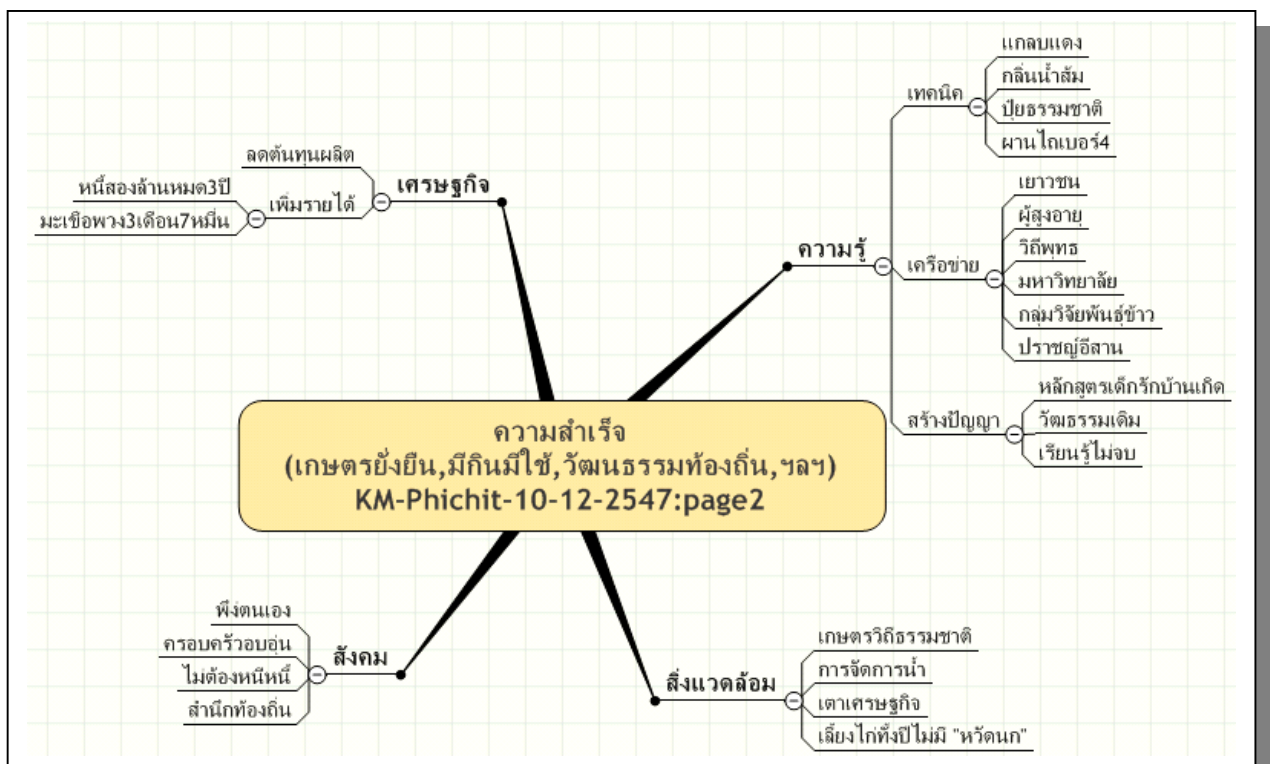 ความสำเร็จ
(เกษตรยั่งยืน,มีกินมีใช้,วัฒนธรรมท้องถิ่น,ฯลฯ)
KM-Phichit-10-12-2547:page2
ความรู้
เทคนิค
แกลบแดง
กลิ่นน้ำส้ม
ปุ๋ยธรรมชาติ
ผานไถเบอร์4
เครือข่าย
เยาวชน
ผู้สูงอายุ
วิถีพุทธ
มหาวิทยาลัย
กลุ่มวิจัยพันธุ์ข้าว
ปราชญ์อีสาน
สร้างปัญญา
หลักสูตรเด็กรักบ้านเกิด
วัฒธรรมเดิม
เรียนรู้ไม่จบ
สิ่งแวดล้อม
เกษตรวิถีธรรมชาติ
การจัดการน้ำ
เตาเศรษฐกิจ
เลี้ยงไก่ทั้งปีไม่มี "หวัดนก"
สังคม
พึ่งตนเอง
ครอบครัวอบอุ่น
ไม่ต้องหนีหนี้
สำนึกท้องถิ่น
เศรษฐกิจ
ลดต้นทุนผลิต
เพิ่มรายได้
หนี้สองล้านหมด3ปี
มะเขือพวง3เดือน7หมื่น